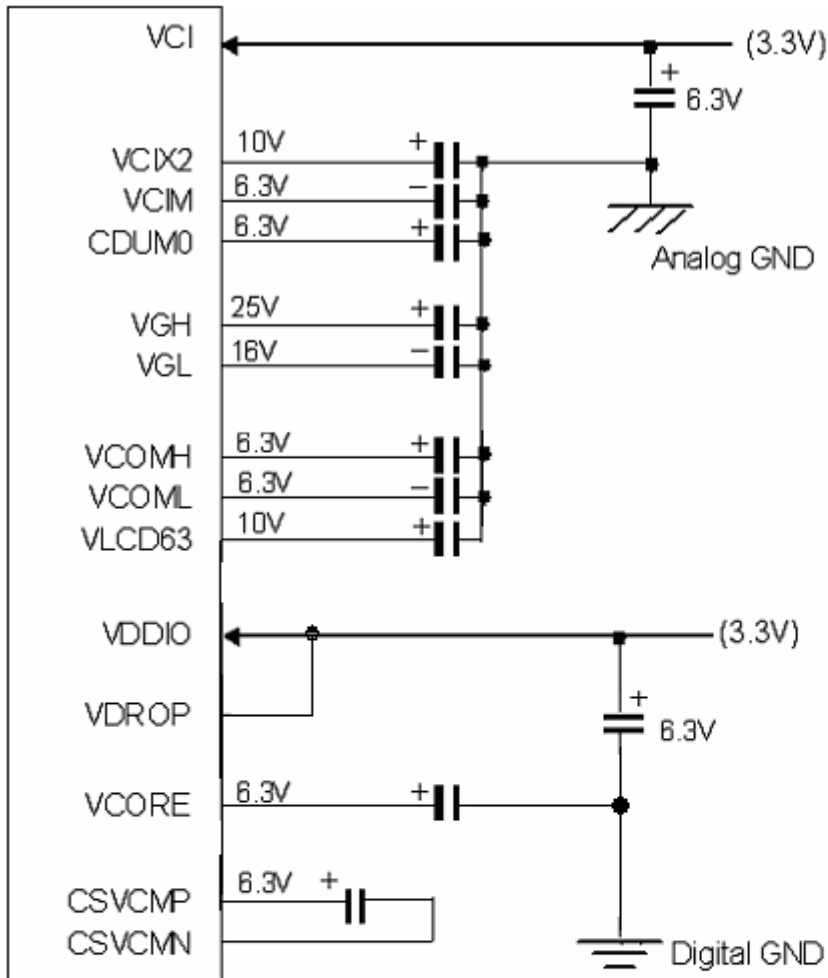 VCI (3.3V)
+
6.3V
VCIX2 10V +
VCIM 6.3V −
CDUM0 6.3V +
Analog GND
VGH 25V +
VGL 16V −
VCOMH 6.3V +
VCOML 6.3V −
VLCD63 10V +
VDDIO (3.3V)
+
VDROP 6.3V
VCORE 6.3V +
CSVCMP 6.3V +
CSVCMN Digital GND